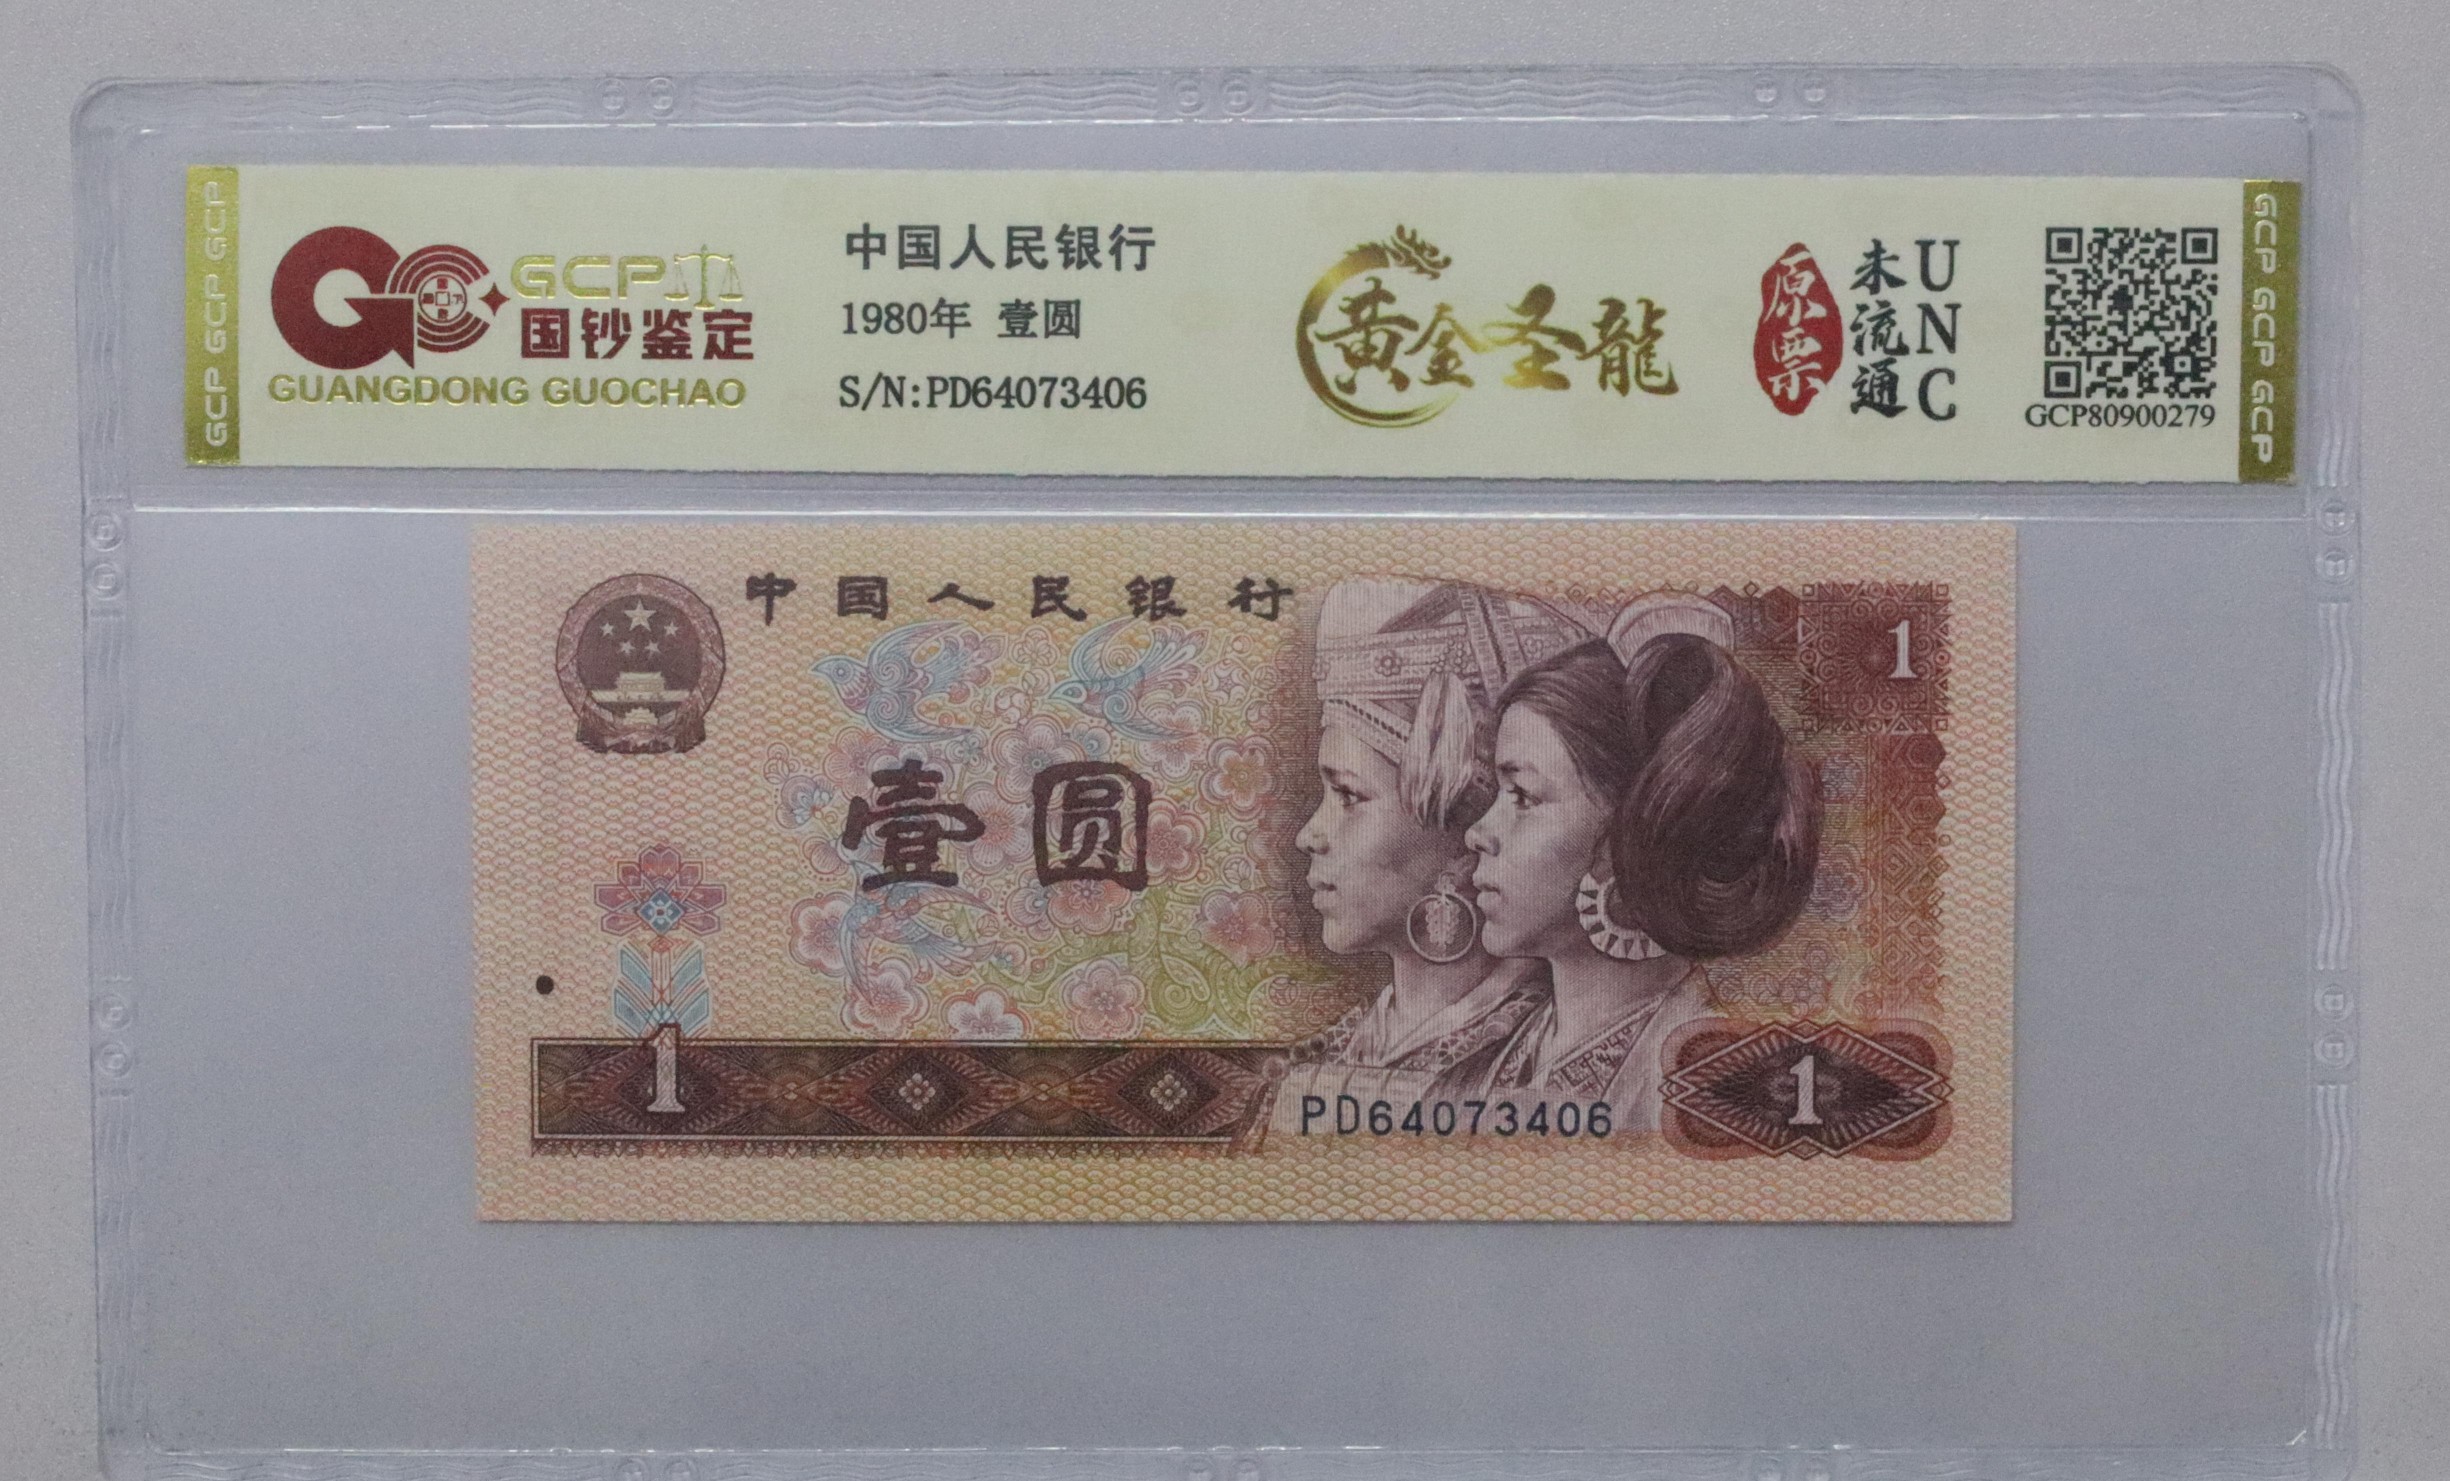 GCP GCP GCP
GCP
国钞鉴定
GUANGDONG GUOCHAO
中国人民银行
1980年 壹圆
S/N:PD64073406
黄金圣龍
原票
未流通
UNC
GCP80900279
GCP GCP GCP
中国人民银行
1
壹圆
1
PD64073406
1